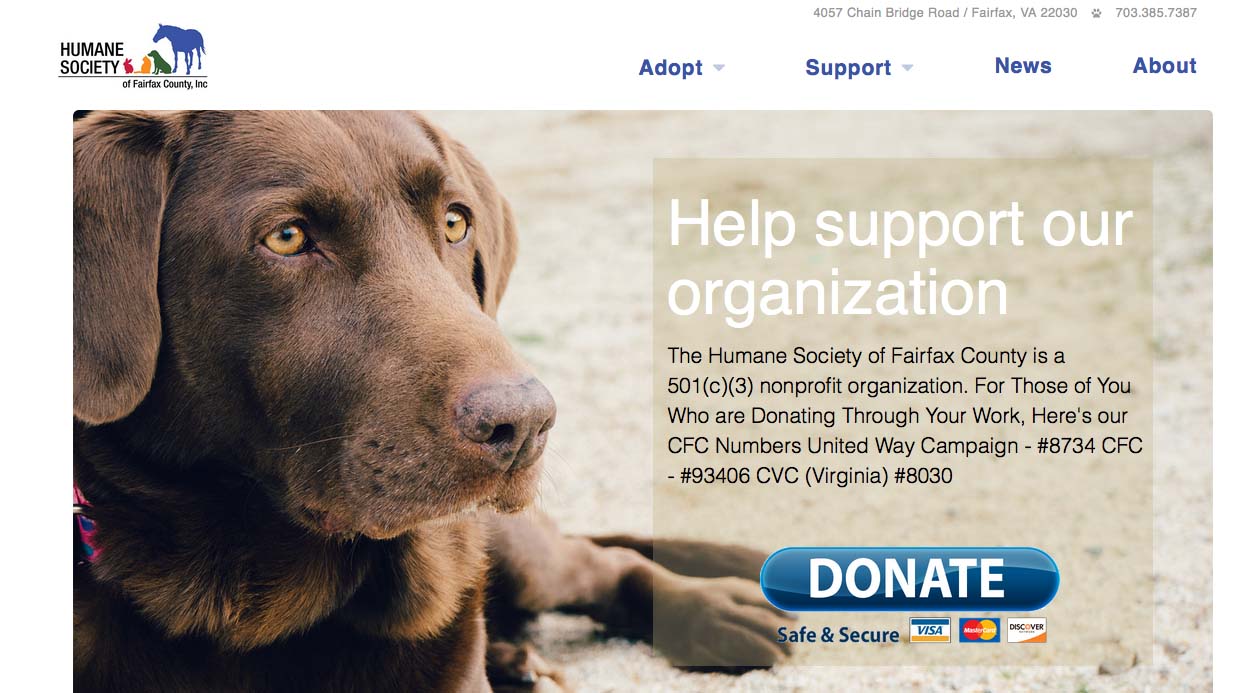 4057 Chain Bridge Road / Fairfax, VA 22030 703.385.7387
HUMANE
SOCIETY
of Fairfax County, Inc
Adopt Support News About
Help support our
organization
The Humane Society of Fairfax County is a
501(c)(3) nonprofit organization. For Those of You
Who are Donating Through Your Work, Here's our
CFC Numbers United Way Campaign - #8734 CFC
- #93406 CVC (Virginia) #8030
DONATE
Safe & Secure VISA MasterCard DISCOVER
NETWORK